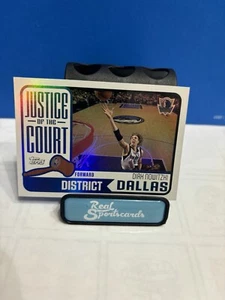 JUSTICE
OF THE
COURT
DIRK NOWITZKI
FORWARD
DISTRICT DALLAS
Real
Sportscards